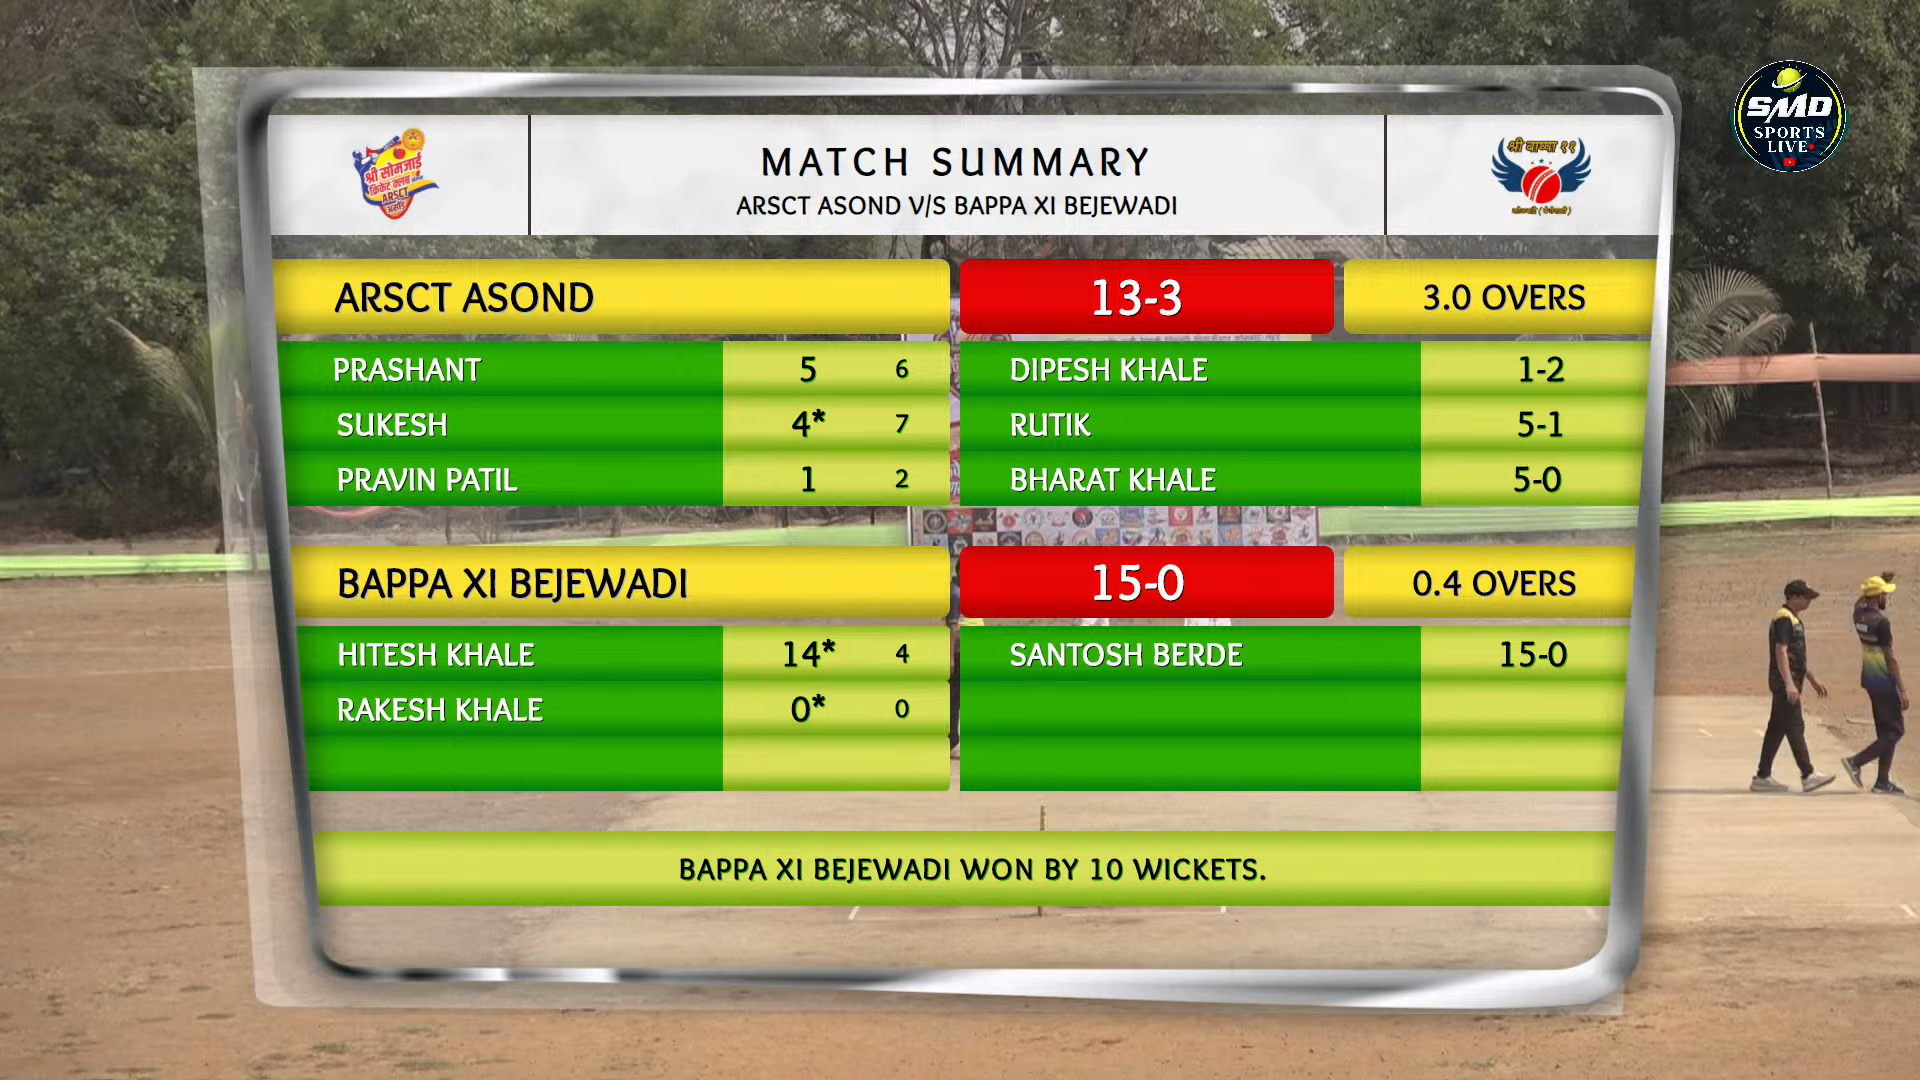 SMD
SPORTS
LIVE
श्री सोमजाई
क्रिकेट क्लब
ARSCT
असोंड
MATCH SUMMARY
ARSCT ASOND V/S BAPPA XI BEJEWADI
श्री बाप्पा ११
ARSCT ASOND 13-3 3.0 OVERS
PRASHANT 5 6 DIPESH KHALE 1-2
SUKESH 4* 7 RUTIK 5-1
PRAVIN PATIL 1 2 BHARAT KHALE 5-0
BAPPA XI BEJEWADI 15-0 0.4 OVERS
HITESH KHALE 14* 4 SANTOSH BERDE 15-0
RAKESH KHALE 0* 0
BAPPA XI BEJEWADI WON BY 10 WICKETS.